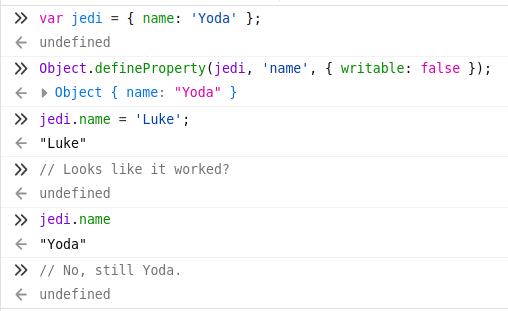 var jedi = { name: 'Yoda' };
undefined
Object.defineProperty(jedi, 'name', { writable: false });
Object { name: "Yoda" }
jedi.name = 'Luke';
"Luke"
// Looks like it worked?
undefined
jedi.name
"Yoda"
// No, still Yoda.
undefined